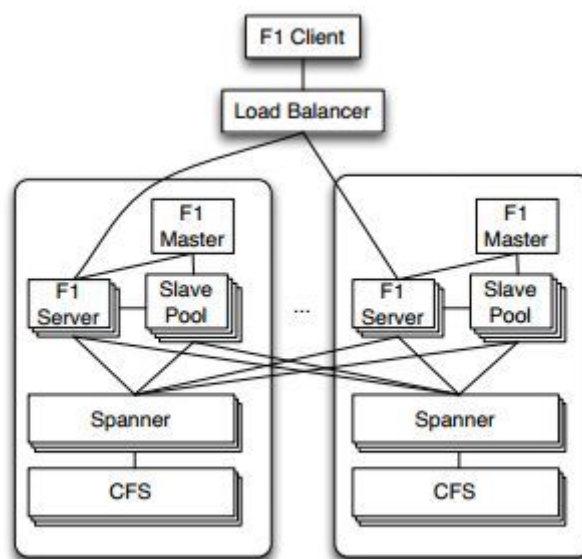 F1 Client
Load Balancer
F1
Master
F1
Server
Slave
Pool
Spanner
CFS
...
F1
Master
F1
Server
Slave
Pool
Spanner
CFS